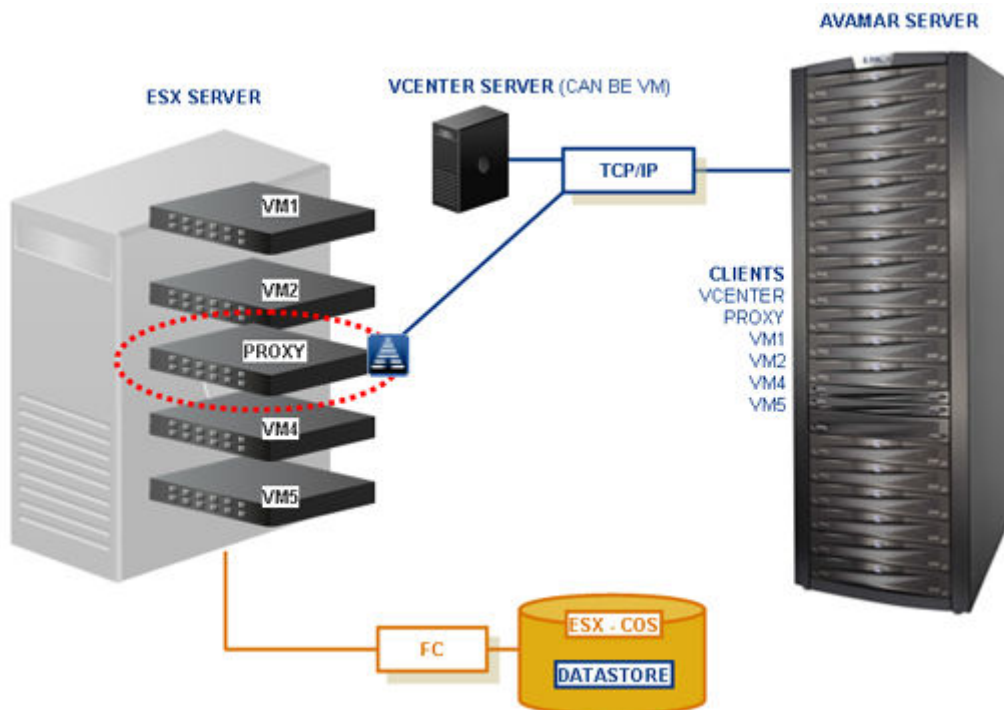 AVAMAR SERVER
ESX SERVER
VCENTER SERVER (CAN BE VM)
TCP/IP
VM1
VM2
PROXY
VM4
VM5
CLIENTS
VCENTER
PROXY
VM1
VM2
VM4
VM5
FC
ESX - COS
DATASTORE